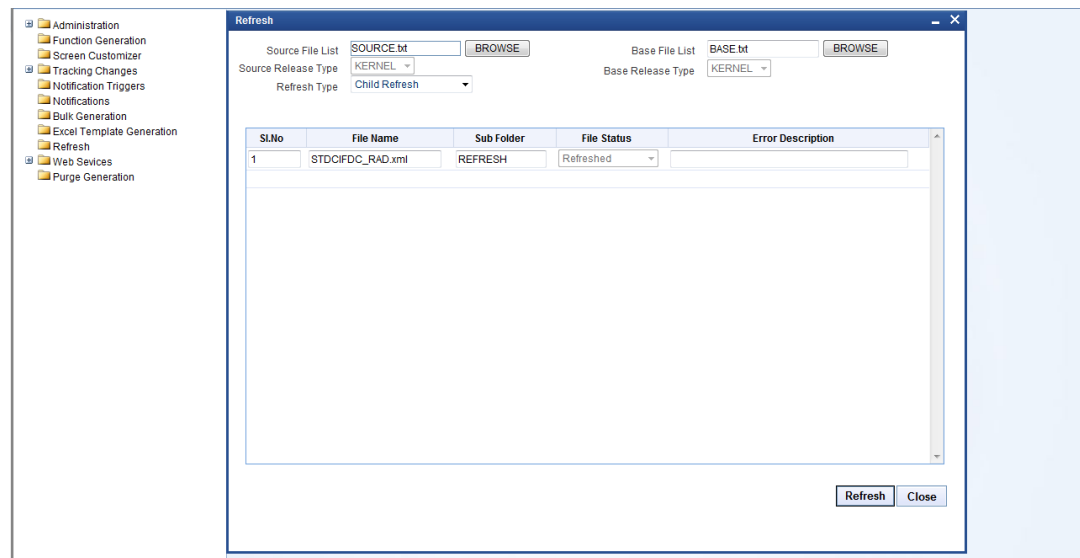 Administration
Function Generation
Screen Customizer
Tracking Changes
Notification Triggers
Notifications
Bulk Generation
Excel Template Generation
Refresh
Web Sevices
Purge Generation
Refresh
Source File List SOURCE.txt BROWSE Base File List BASE.txt BROWSE
Source Release Type KERNEL Base Release Type KERNEL
Refresh Type Child Refresh
Sl.No File Name Sub Folder File Status Error Description
1 STDCIFDC_RAD.xml REFRESH Refreshed
Refresh Close